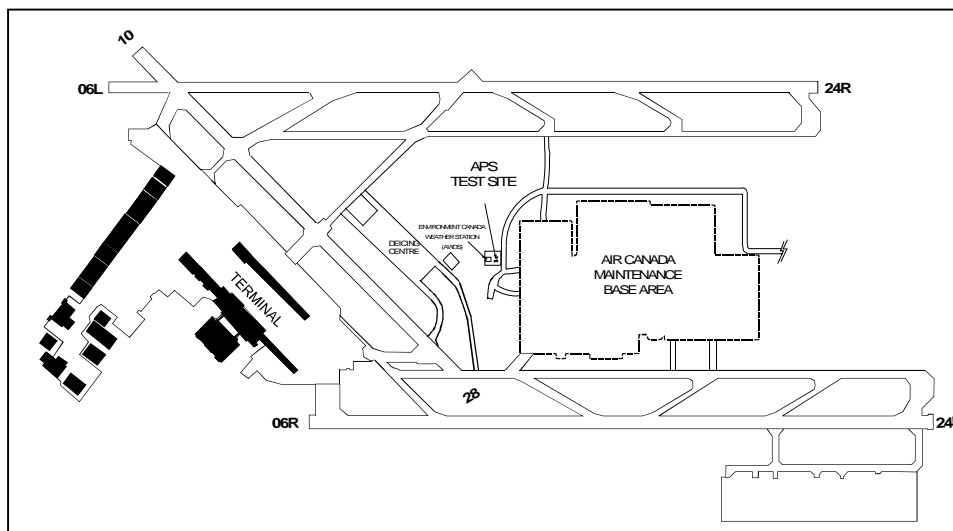 10
06L
24R
APS
TEST SITE
ENVIRONMENT CANADA
WEATHER STATION
(AWOS)
DEICING
CENTRE
AIR CANADA
MAINTENANCE
BASE AREA
TERMINAL
28
06R
24